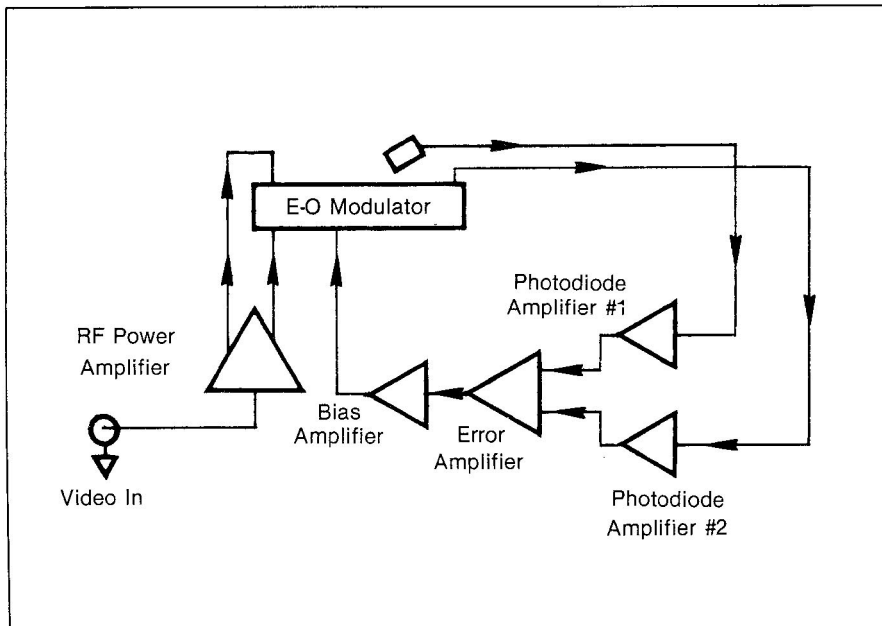 E-O Modulator
Photodiode
Amplifier #1
RF Power
Amplifier
Bias
Amplifier
Error
Amplifier
Video In
Photodiode
Amplifier #2